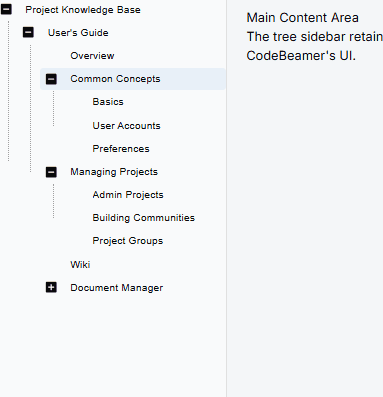 Project Knowledge Base
User's Guide
Overview
Common Concepts
Basics
User Accounts
Preferences
Managing Projects
Admin Projects
Building Communities
Project Groups
Wiki
Document Manager
Main Content Area
The tree sidebar retain
CodeBeamer's UI.